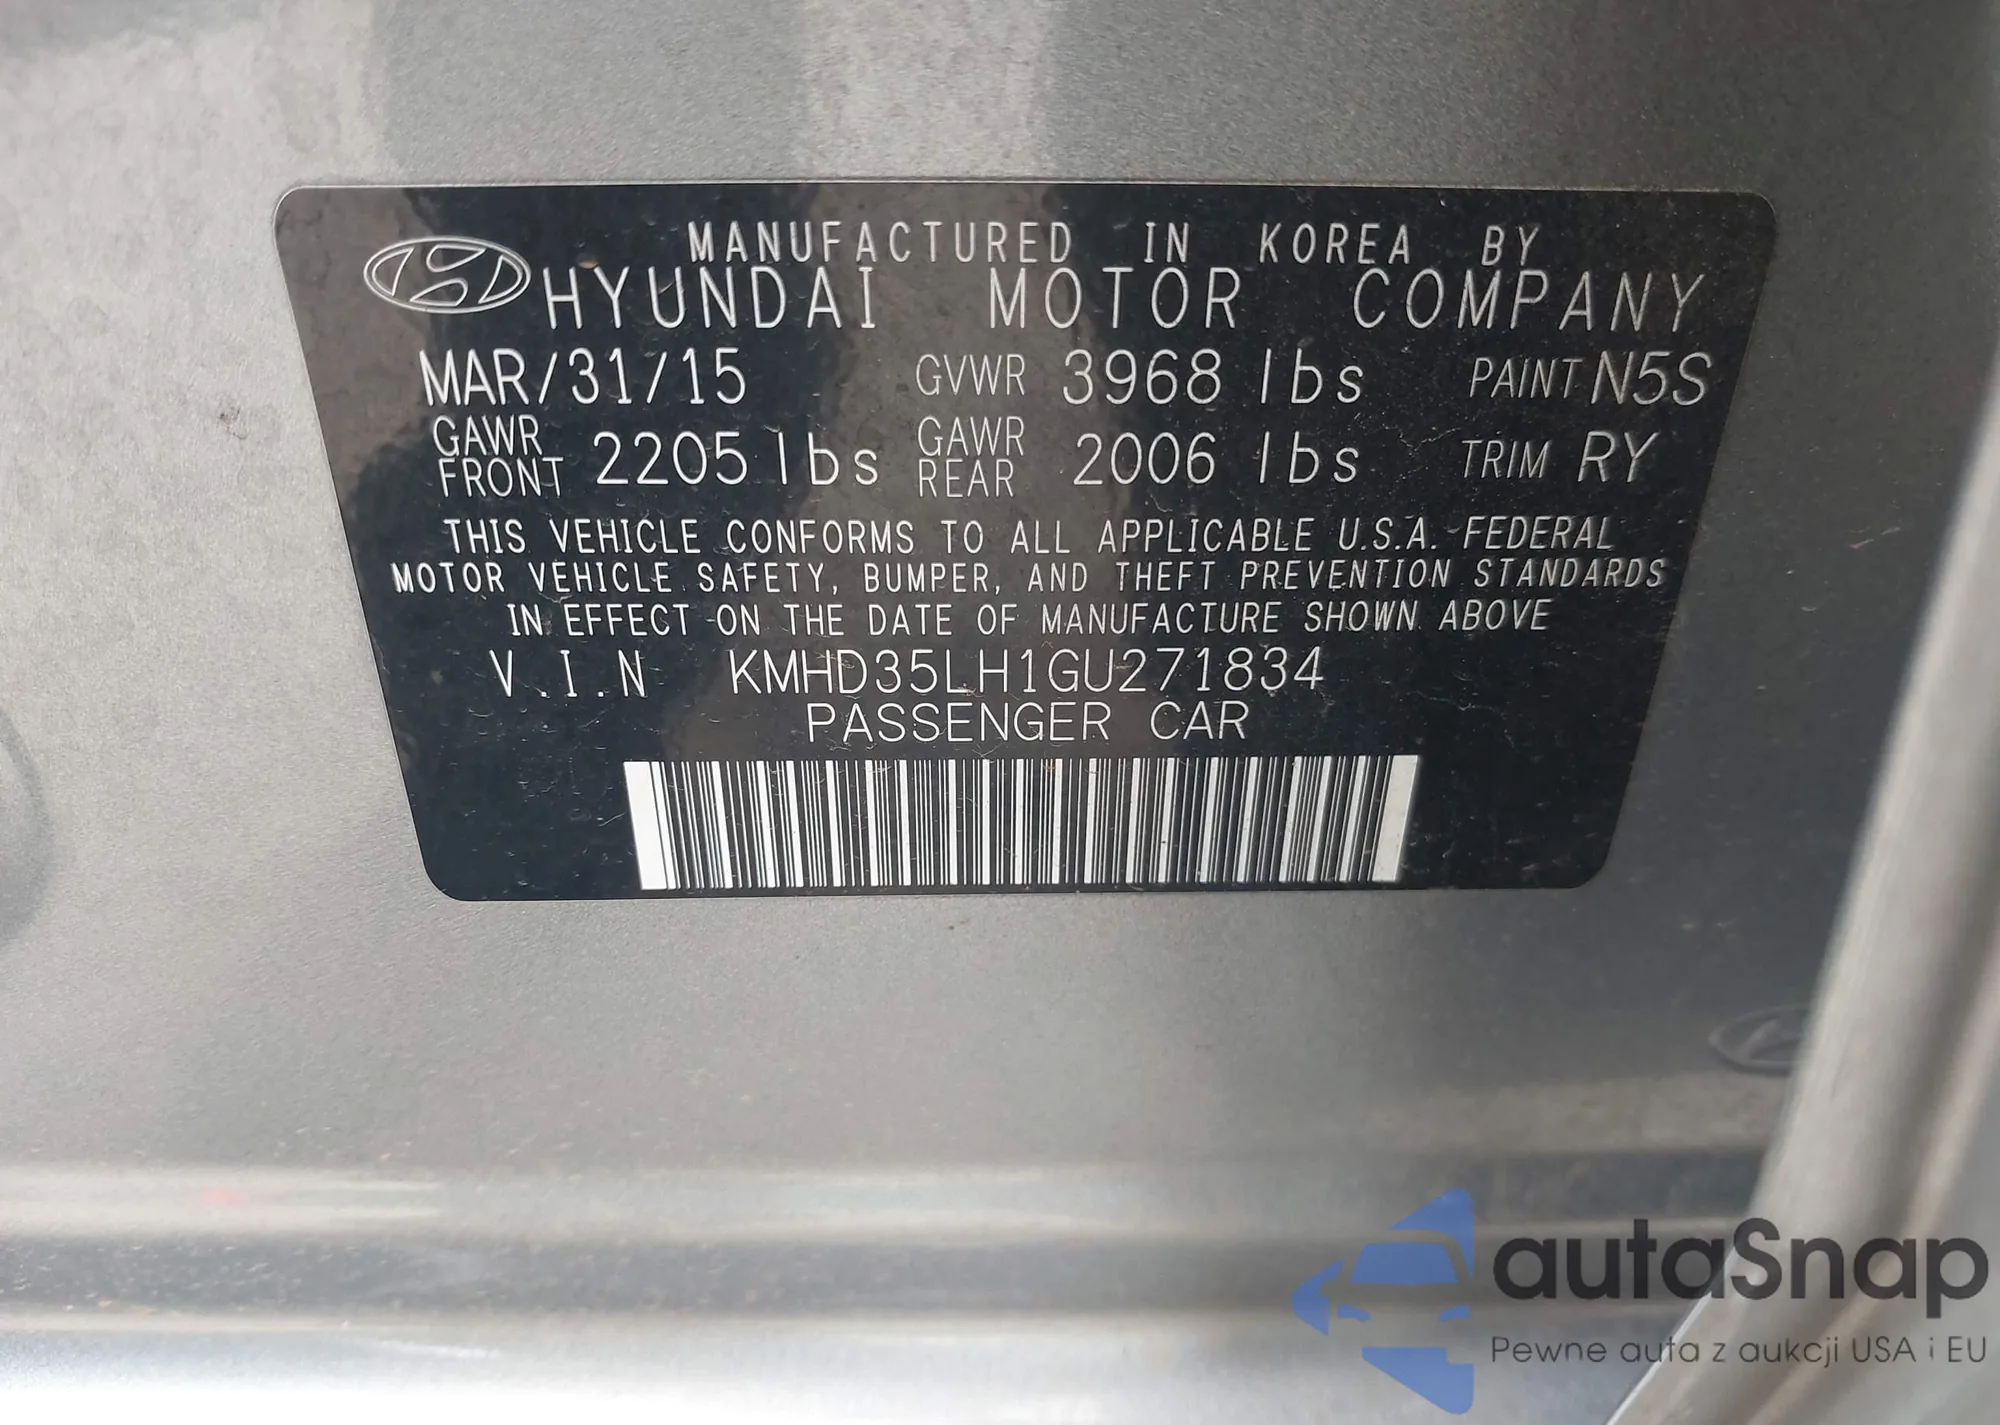 MANUFACTURED IN KOREA BY
HYUNDAI MOTOR COMPANY
MAR/31/15 GVWR 3968 lbs PAINT N5S
GAWR FRONT 2205 lbs GAWR REAR 2006 lbs TRIM RY
THIS VEHICLE CONFORMS TO ALL APPLICABLE U.S.A. FEDERAL
MOTOR VEHICLE SAFETY, BUMPER, AND THEFT PREVENTION STANDARDS
IN EFFECT ON THE DATE OF MANUFACTURE SHOWN ABOVE
V.I.N KMHD35LH1GU271834
PASSENGER CAR
autaSnap
Pewne auta z aukcji USA i EU